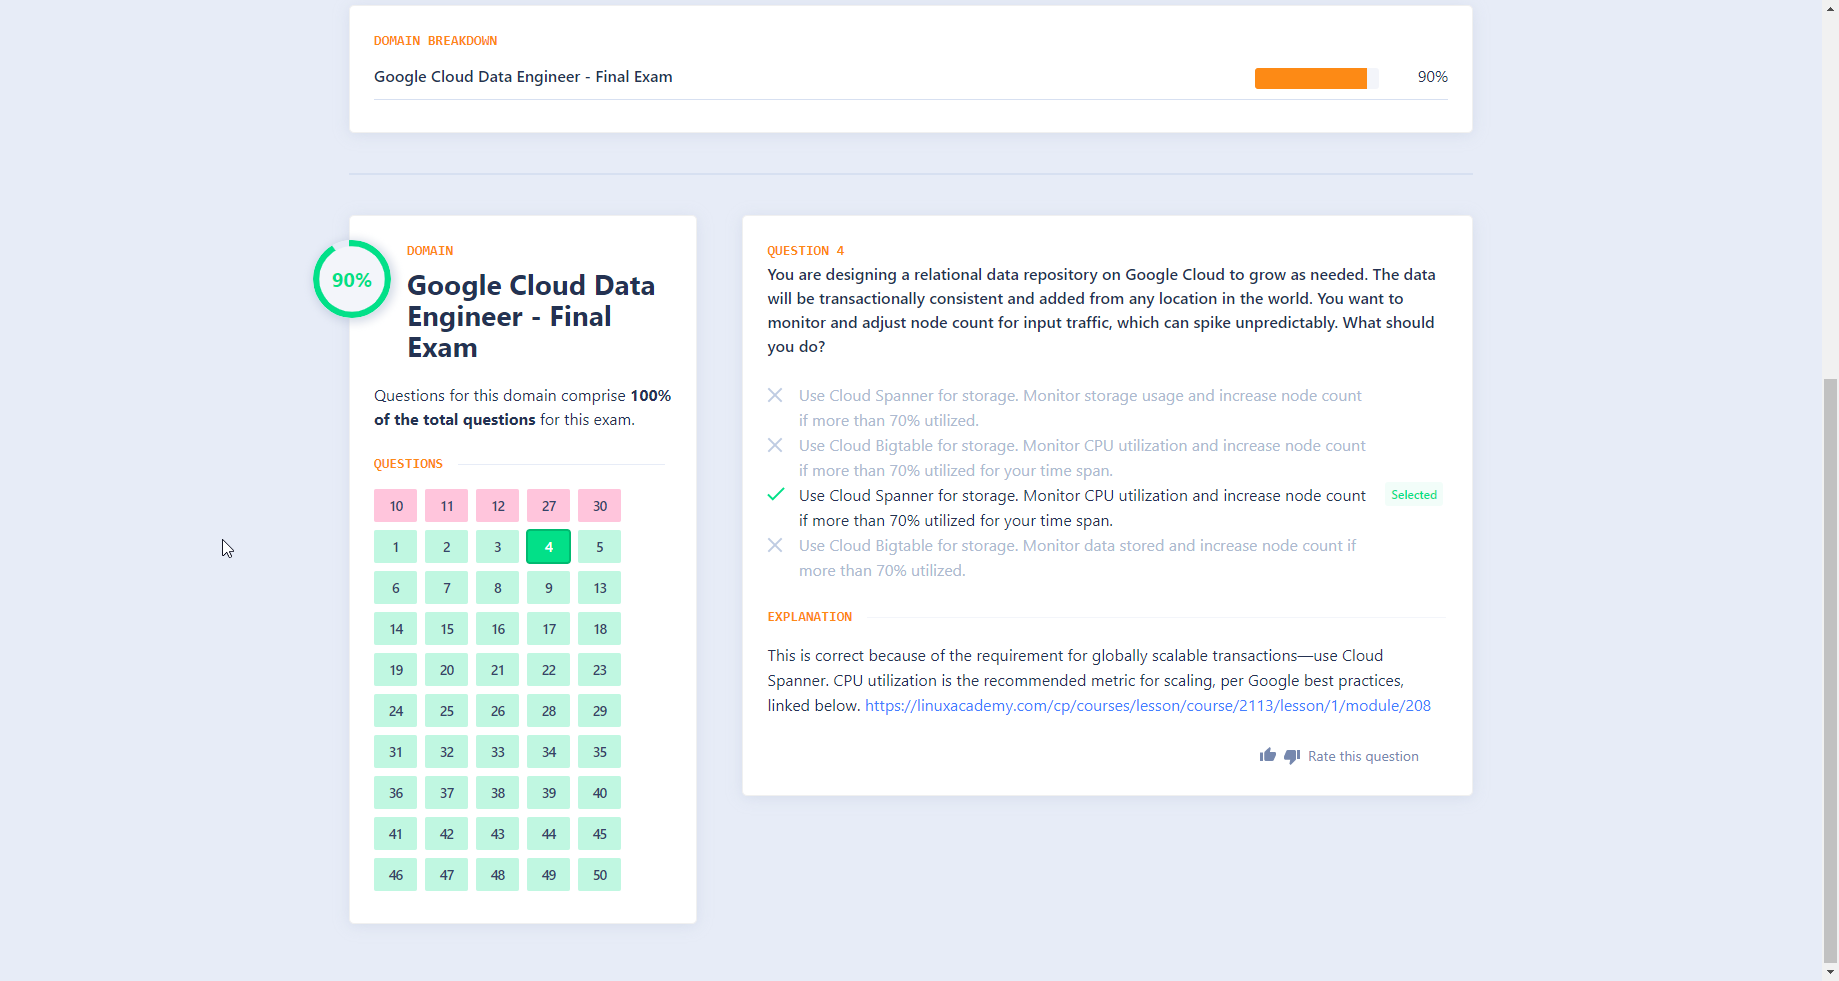 DOMAIN BREAKDOWN
Google Cloud Data Engineer - Final Exam
90%
90%
DOMAIN
Google Cloud Data
Engineer - Final
Exam
Questions for this domain comprise 100%
of the total questions for this exam.
QUESTIONS
10 11 12 27 30
1 2 3 4 5
6 7 8 9 13
14 15 16 17 18
19 20 21 22 23
24 25 26 28 29
31 32 33 34 35
36 37 38 39 40
41 42 43 44 45
46 47 48 49 50
QUESTION 4
You are designing a relational data repository on Google Cloud to grow as needed. The data
will be transactionally consistent and added from any location in the world. You want to
monitor and adjust node count for input traffic, which can spike unpredictably. What should
you do?
Use Cloud Spanner for storage. Monitor storage usage and increase node count
if more than 70% utilized.
Use Cloud Bigtable for storage. Monitor CPU utilization and increase node count
if more than 70% utilized for your time span.
Use Cloud Spanner for storage. Monitor CPU utilization and increase node count
if more than 70% utilized for your time span.
Selected
Use Cloud Bigtable for storage. Monitor data stored and increase node count if
more than 70% utilized.
EXPLANATION
This is correct because of the requirement for globally scalable transactions—use Cloud
Spanner. CPU utilization is the recommended metric for scaling, per Google best practices,
linked below. https://linuxacademy.com/cp/courses/lesson/course/2113/lesson/1/module/208
Rate this question